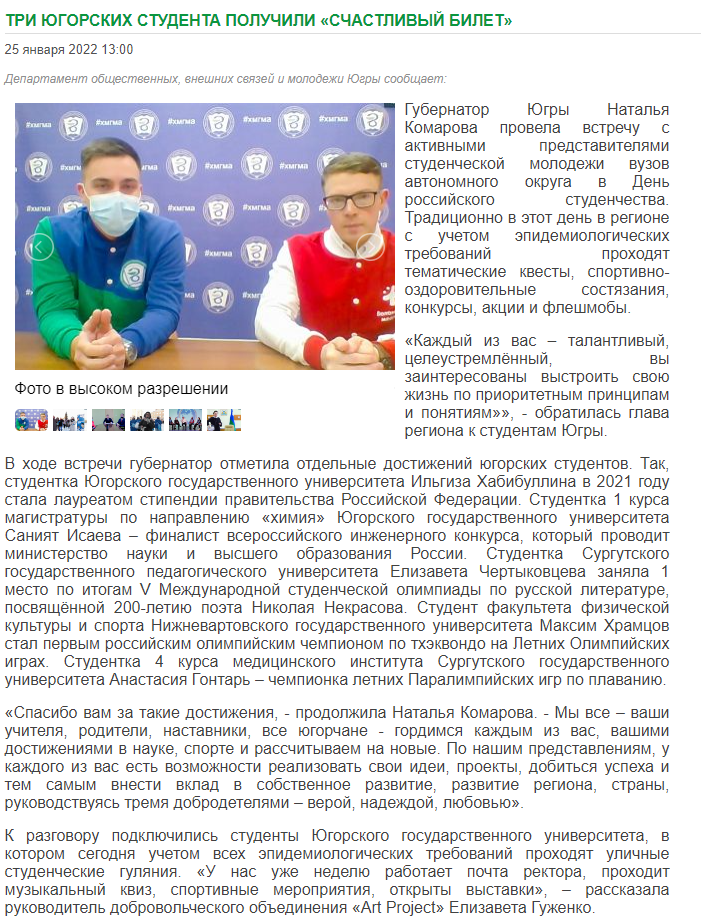 ТРИ ЮГОРСКИХ СТУДЕНТА ПОЛУЧИЛИ «СЧАСТЛИВЫЙ БИЛЕТ»
25 января 2022 13:00
Департамент общественных, внешних связей и молодежи Югры сообщает:
#хмгма
#хмгма
#хмгма
#хмгма
#хмгма
#хмгма
#хмгма
#хмгма
Фото в высоком разрешении
Губернатор Югры Наталья
Комарова провела встречу с
активными представителями
студенческой молодежи вузов
автономного округа в День
российского студенчества.
Традиционно в этот день в регионе
с учетом эпидемиологических
требований проходят
тематические квесты, спортивно-
оздоровительные состязания,
конкурсы, акции и флешмобы.
«Каждый из вас – талантливый,
целеустремлённый, вы
заинтересованы выстроить свою
жизнь по приоритетным принципам
и понятиям»», - обратилась глава
региона к студентам Югры.
В ходе встречи губернатор отметила отдельные достижений югорских студентов. Так,
студентка Югорского государственного университета Ильгиза Хабибуллина в 2021 году
стала лауреатом стипендии правительства Российской Федерации. Студентка 1 курса
магистратуры по направлению «химия» Югорского государственного университета
Саният Исаева – финалист всероссийского инженерного конкурса, который проводит
министерство науки и высшего образования России. Студентка Сургутского
государственного педагогического университета Елизавета Чертыковцева заняла 1
место по итогам V Международной студенческой олимпиады по русской литературе,
посвящённой 200-летию поэта Николая Некрасова. Студент факультета физической
культуры и спорта Нижневартовского государственного университета Максим Храмцов
стал первым российским олимпийским чемпионом по тхэквондо на Летних Олимпийских
играх. Студентка 4 курса медицинского института Сургутского государственного
университета Анастасия Гонтарь – чемпионка летних Паралимпийских игр по плаванию.
«Спасибо вам за такие достижения, - продолжила Наталья Комарова. - Мы все – ваши
учителя, родители, наставники, все югорчане - гордимся каждым из вас, вашими
достижениями в науке, спорте и рассчитываем на новые. По нашим представлениям, у
каждого из вас есть возможности реализовать свои идеи, проекты, добиться успеха и
тем самым внести вклад в собственное развитие, развитие региона, страны,
руководствуясь тремя добродетелями – верой, надеждой, любовью».
К разговору подключились студенты Югорского государственного университета, в
котором сегодня учетом всех эпидемиологических требований проходят уличные
студенческие гуляния. «У нас уже неделю работает почта ректора, проходит
музыкальный квиз, спортивные мероприятия, открыты выставки», – рассказала
руководитель добровольческого объединения «Art Project» Елизавета Гуженко.